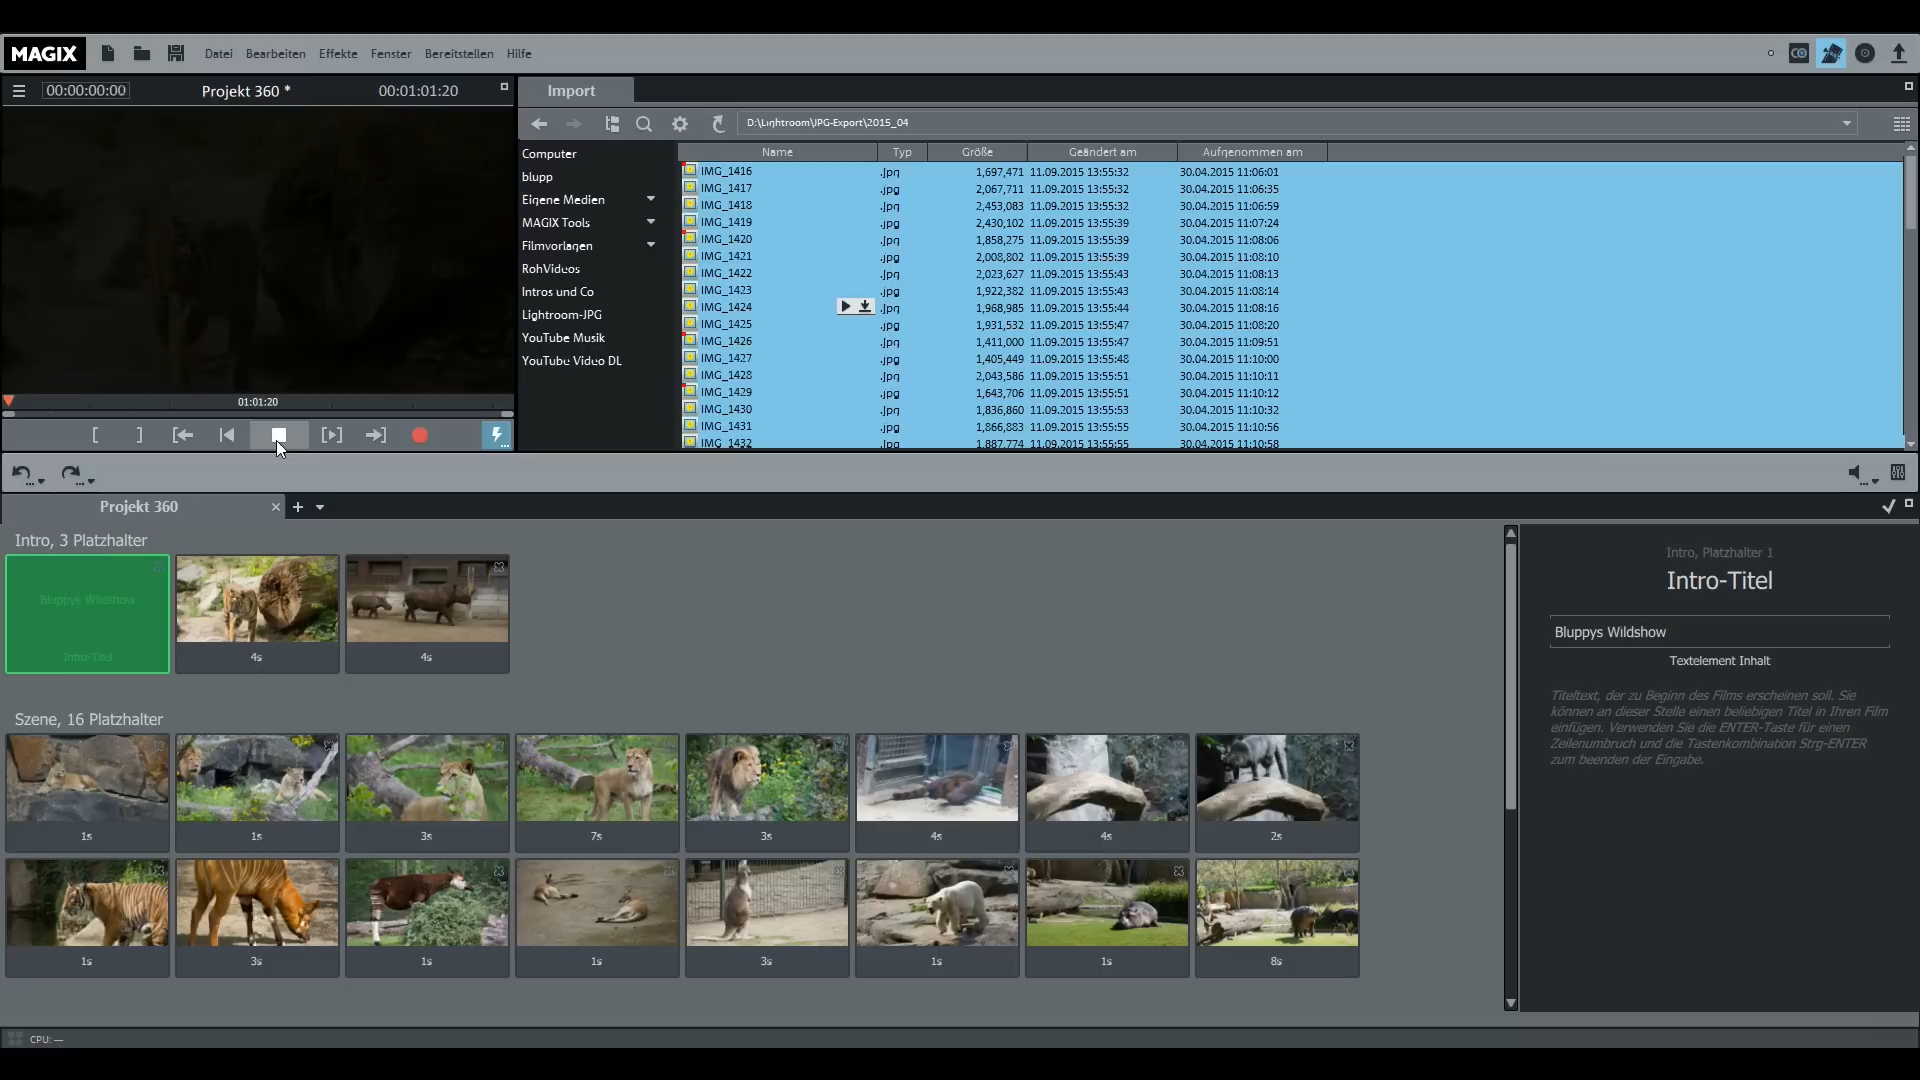 MAGIX
Datei Bearbeiten Effekte Fenster Bereitstellen Hilfe
00:00:00:00 Projekt 360 * 00:01:01:20
01:01:20
Import
D:\Lightroom\JPG-Export\2015_04
Computer
blupp
Eigene Medien
MAGIX Tools
Filmvorlagen
RohVideos
Intros und Co
Lightroom-JPG
YouTube Musik
YouTube Video DL
Name Typ Größe Geändert am Aufgenommen am
IMG_1416 .jpg 1,697,471 11.09.2015 13:55:32 30.04.2015 11:06:01
IMG_1417 .jpg 2,067,711 11.09.2015 13:55:32 30.04.2015 11:06:35
IMG_1418 .jpg 2,453,083 11.09.2015 13:55:32 30.04.2015 11:06:59
IMG_1419 .jpg 2,430,102 11.09.2015 13:55:39 30.04.2015 11:07:24
IMG_1420 .jpg 1,858,275 11.09.2015 13:55:39 30.04.2015 11:08:06
IMG_1421 .jpg 2,008,802 11.09.2015 13:55:39 30.04.2015 11:08:10
IMG_1422 .jpg 2,023,627 11.09.2015 13:55:43 30.04.2015 11:08:13
IMG_1423 .jpg 1,922,382 11.09.2015 13:55:43 30.04.2015 11:08:14
IMG_1424 .jpg 1,968,985 11.09.2015 13:55:44 30.04.2015 11:08:16
IMG_1425 .jpg 1,931,532 11.09.2015 13:55:47 30.04.2015 11:08:20
IMG_1426 .jpg 1,411,000 11.09.2015 13:55:47 30.04.2015 11:09:51
IMG_1427 .jpg 1,405,449 11.09.2015 13:55:48 30.04.2015 11:10:00
IMG_1428 .jpg 2,043,586 11.09.2015 13:55:51 30.04.2015 11:10:11
IMG_1429 .jpg 1,643,706 11.09.2015 13:55:51 30.04.2015 11:10:12
IMG_1430 .jpg 1,836,860 11.09.2015 13:55:53 30.04.2015 11:10:32
IMG_1431 .jpg 1,866,883 11.09.2015 13:55:55 30.04.2015 11:10:56
IMG_1432 .jpg 1,887,774 11.09.2015 13:55:55 30.04.2015 11:10:58
Projekt 360
Intro, 3 Platzhalter
Bluppys Wildshow
Intro-Titel 4s 4s
Szene, 16 Platzhalter
1s 1s 3s 7s 3s 4s 4s 2s
1s 3s 1s 1s 3s 1s 1s 8s
Intro, Platzhalter 1
Intro-Titel
Bluppys Wildshow
Textelement Inhalt
Titeltext, der zu Beginn des Films erscheinen soll. Sie
können an dieser Stelle einen beliebigen Titel in Ihren Film
einfügen. Verwenden Sie die ENTER-Taste für einen
Zeilenumbruch und die Tastenkombination Strg-ENTER
zum beenden der Eingabe.
CPU: —